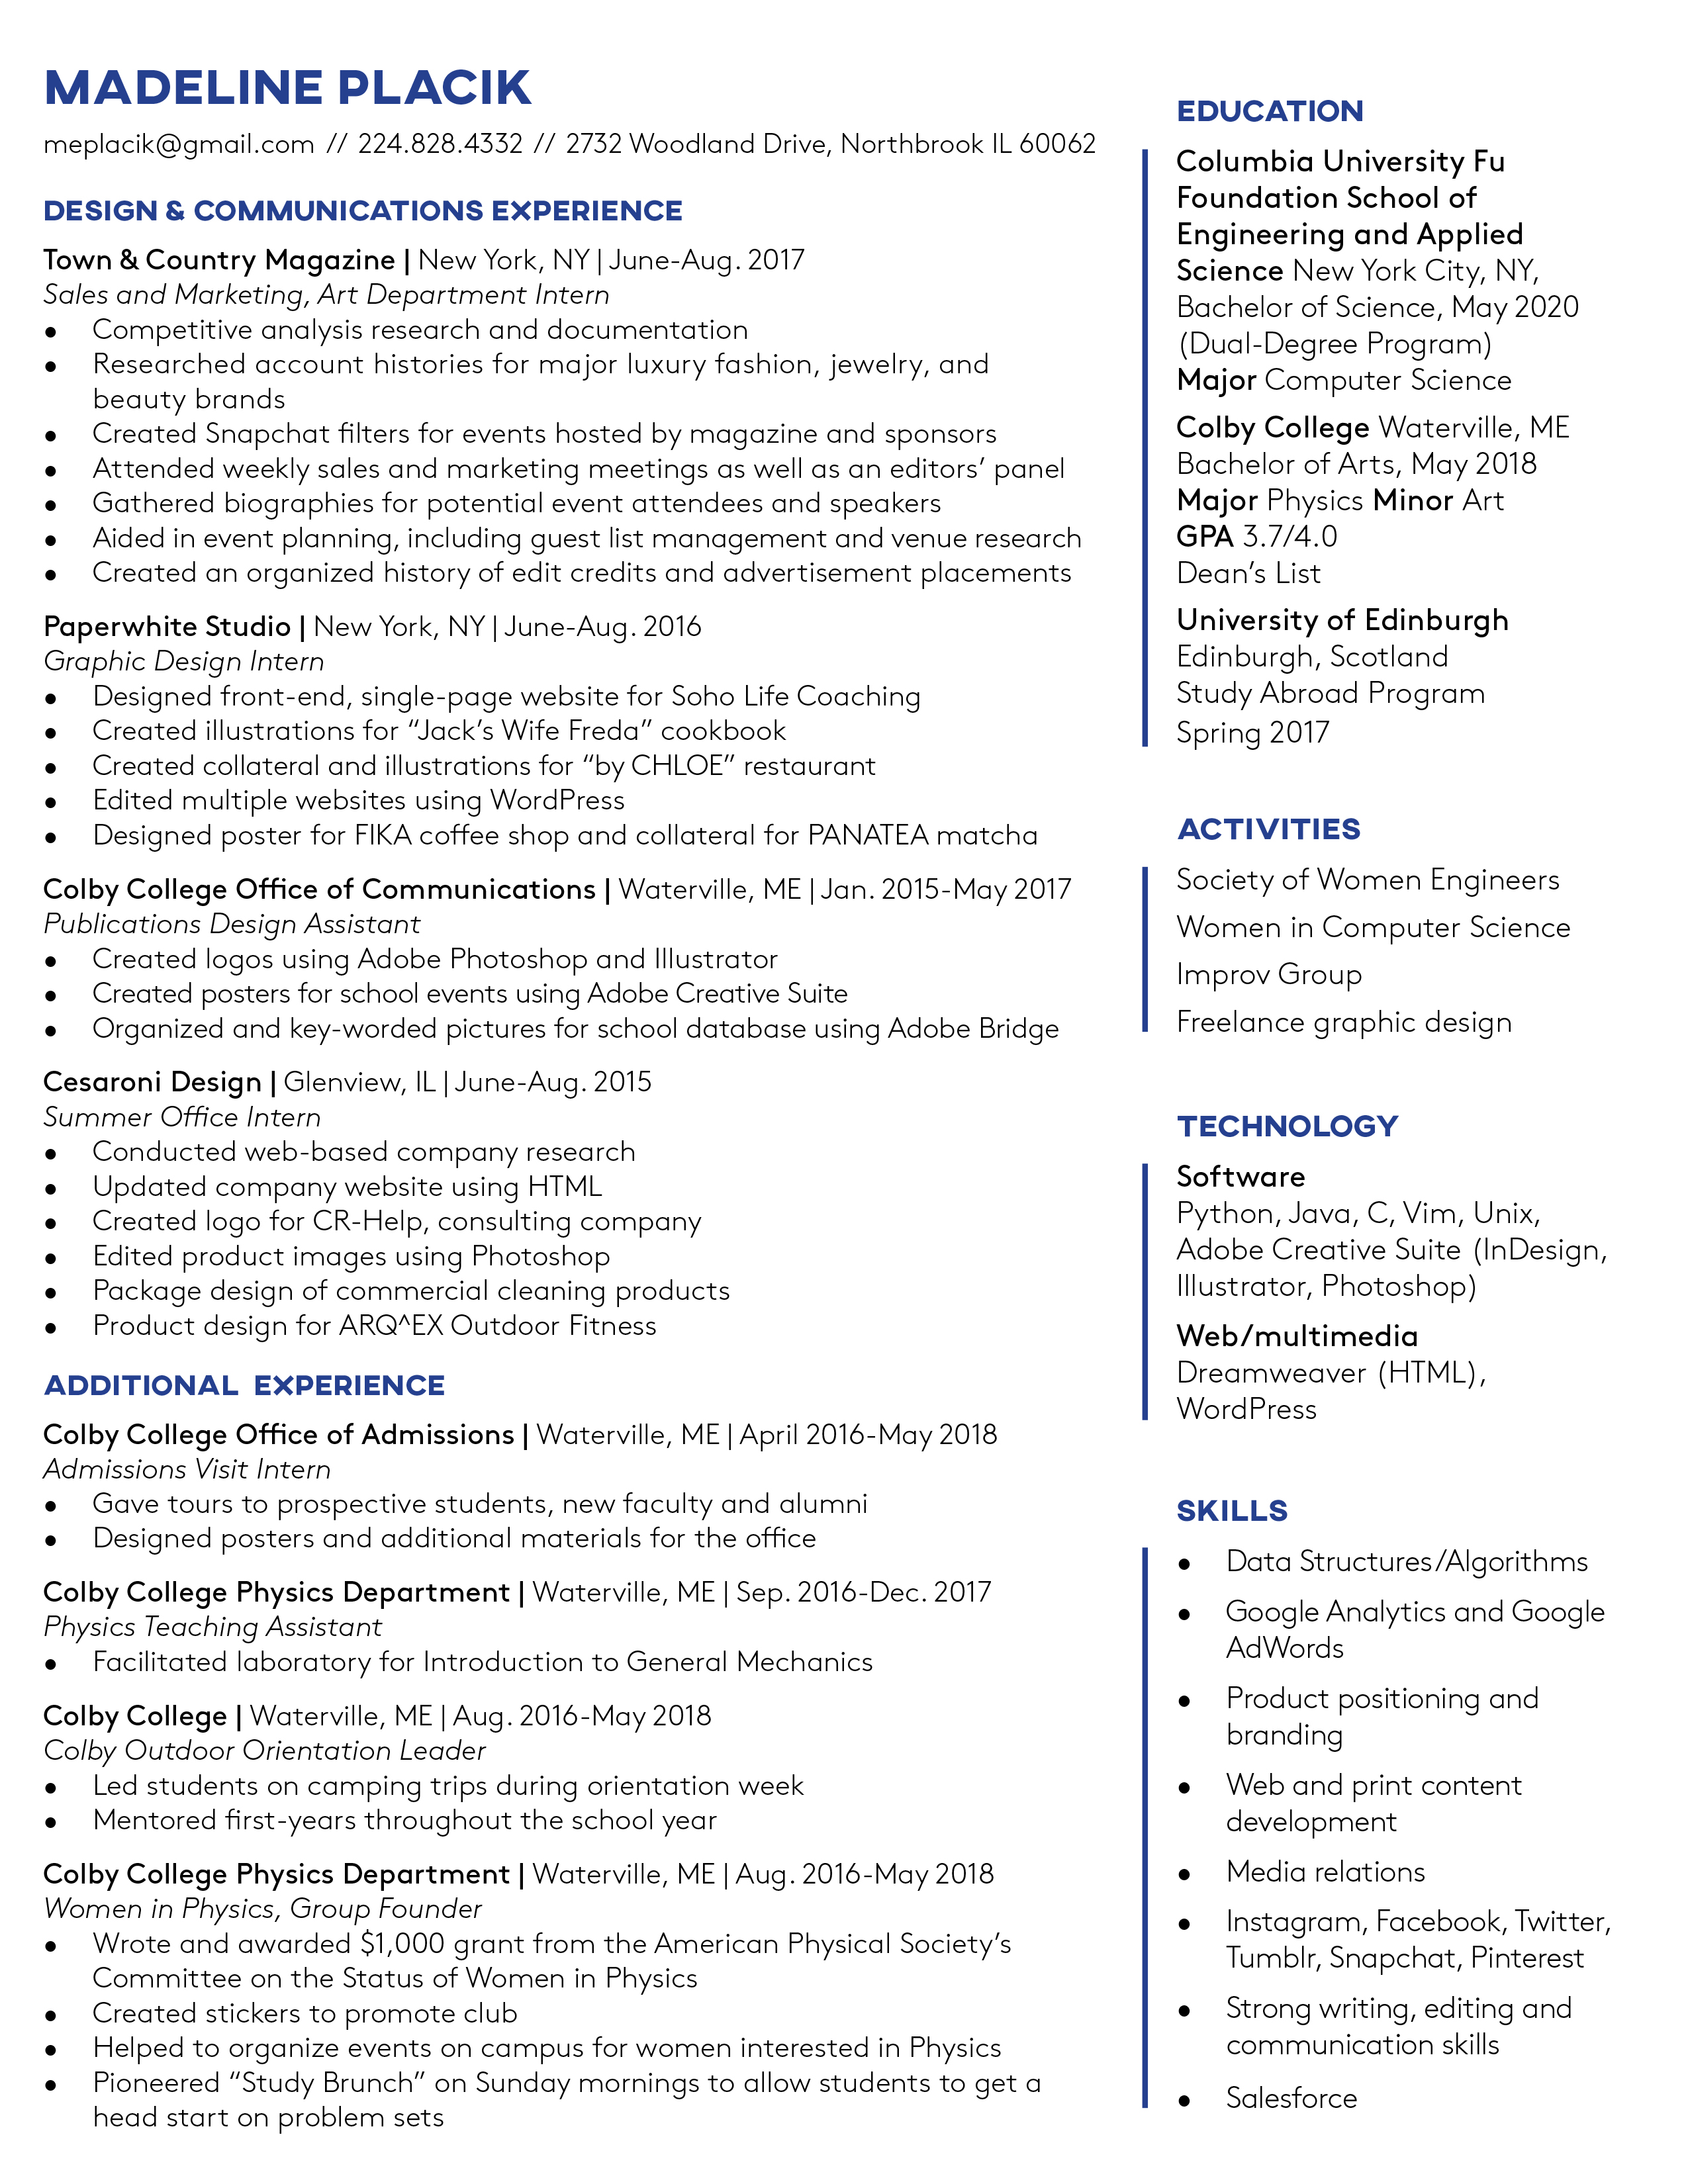 MADELINE PLACIK
meplacik@gmail.com // 224.828.4332 // 2732 Woodland Drive, Northbrook IL 60062
DESIGN & COMMUNICATIONS EXPERIENCE
Town & Country Magazine | New York, NY | June-Aug. 2017
Sales and Marketing, Art Department Intern
● Competitive analysis research and documentation
● Researched account histories for major luxury fashion, jewelry, and
beauty brands
● Created Snapchat filters for events hosted by magazine and sponsors
● Attended weekly sales and marketing meetings as well as an editors’ panel
● Gathered biographies for potential event attendees and speakers
● Aided in event planning, including guest list management and venue research
● Created an organized history of edit credits and advertisement placements
Paperwhite Studio | New York, NY | June-Aug. 2016
Graphic Design Intern
● Designed front-end, single-page website for Soho Life Coaching
● Created illustrations for “Jack’s Wife Freda” cookbook
● Created collateral and illustrations for “by CHLOE” restaurant
● Edited multiple websites using WordPress
● Designed poster for FIKA coffee shop and collateral for PANATEA matcha
Colby College Office of Communications | Waterville, ME | Jan. 2015-May 2017
Publications Design Assistant
● Created logos using Adobe Photoshop and Illustrator
● Created posters for school events using Adobe Creative Suite
● Organized and key-worded pictures for school database using Adobe Bridge
Cesaroni Design | Glenview, IL | June-Aug. 2015
Summer Office Intern
● Conducted web-based company research
● Updated company website using HTML
● Created logo for CR-Help, consulting company
● Edited product images using Photoshop
● Package design of commercial cleaning products
● Product design for ARQ^EX Outdoor Fitness
ADDITIONAL EXPERIENCE
Colby College Office of Admissions | Waterville, ME | April 2016-May 2018
Admissions Visit Intern
● Gave tours to prospective students, new faculty and alumni
● Designed posters and additional materials for the office
Colby College Physics Department | Waterville, ME | Sep. 2016-Dec. 2017
Physics Teaching Assistant
● Facilitated laboratory for Introduction to General Mechanics
Colby College | Waterville, ME | Aug. 2016-May 2018
Colby Outdoor Orientation Leader
● Led students on camping trips during orientation week
● Mentored first-years throughout the school year
Colby College Physics Department | Waterville, ME | Aug. 2016-May 2018
Women in Physics, Group Founder
● Wrote and awarded $1,000 grant from the American Physical Society’s
Committee on the Status of Women in Physics
● Created stickers to promote club
● Helped to organize events on campus for women interested in Physics
● Pioneered “Study Brunch” on Sunday mornings to allow students to get a
head start on problem sets
EDUCATION
Columbia University Fu
Foundation School of
Engineering and Applied
Science New York City, NY,
Bachelor of Science, May 2020
(Dual-Degree Program)
Major Computer Science
Colby College Waterville, ME
Bachelor of Arts, May 2018
Major Physics Minor Art
GPA 3.7/4.0
Dean’s List
University of Edinburgh
Edinburgh, Scotland
Study Abroad Program
Spring 2017
ACTIVITIES
Society of Women Engineers
Women in Computer Science
Improv Group
Freelance graphic design
TECHNOLOGY
Software
Python, Java, C, Vim, Unix,
Adobe Creative Suite (InDesign,
Illustrator, Photoshop)
Web/multimedia
Dreamweaver (HTML),
WordPress
SKILLS
● Data Structures/Algorithms
● Google Analytics and Google
AdWords
● Product positioning and
branding
● Web and print content
development
● Media relations
● Instagram, Facebook, Twitter,
Tumblr, Snapchat, Pinterest
● Strong writing, editing and
communication skills
● Salesforce